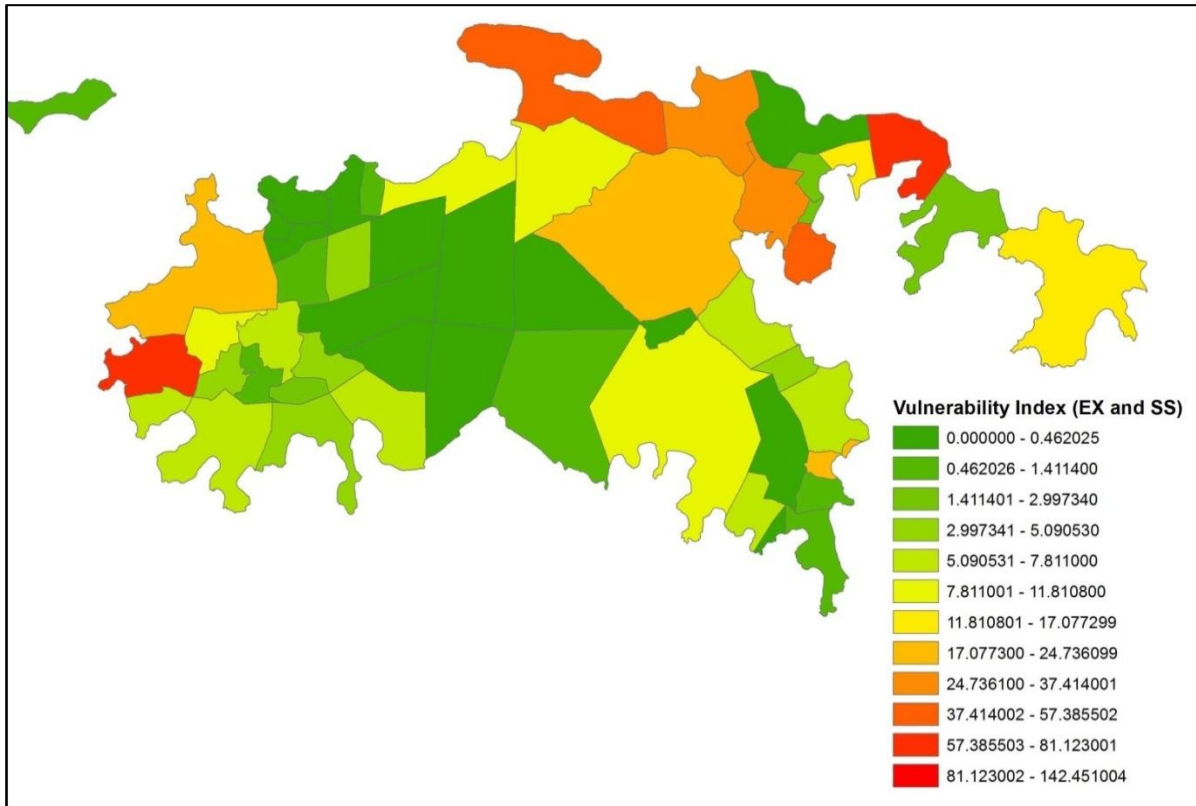 Vulnerability Index (EX and SS)
0.000000 - 0.462025
0.462026 - 1.411400
1.411401 - 2.997340
2.997341 - 5.090530
5.090531 - 7.811000
7.811001 - 11.810800
11.810801 - 17.077299
17.077300 - 24.736099
24.736100 - 37.414001
37.414002 - 57.385502
57.385503 - 81.123001
81.123002 - 142.451004